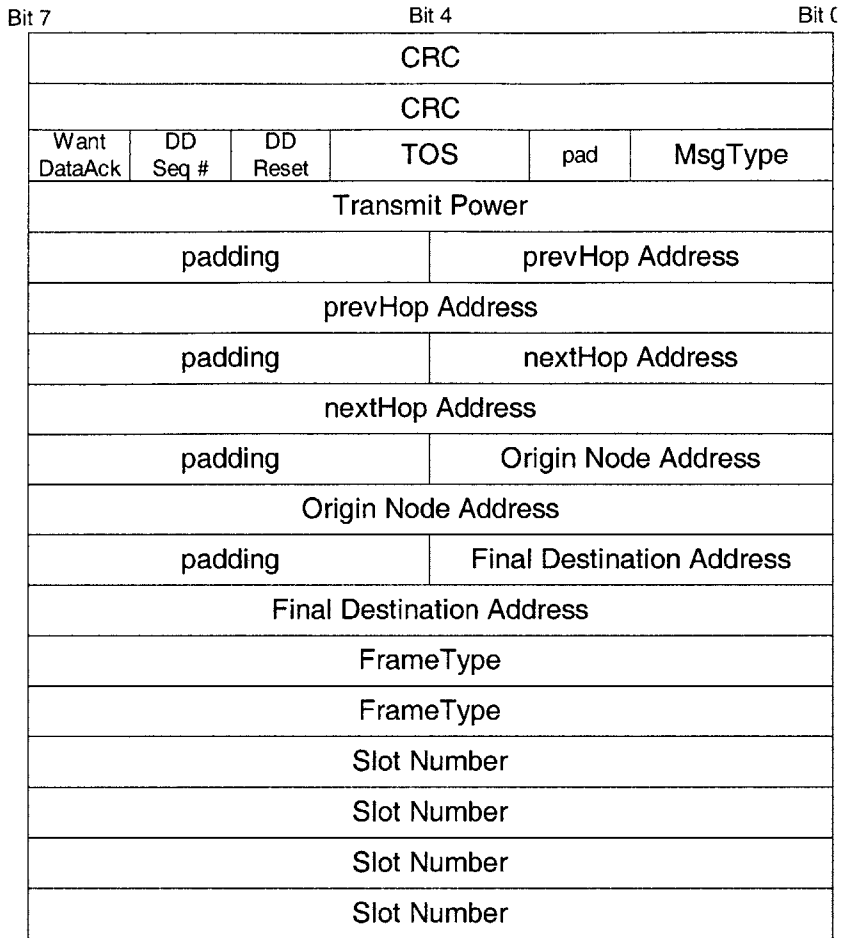 Bit 7 Bit 4 Bit 0
CRC
CRC
Want DataAck DD Seq # DD Reset TOS pad MsgType
Transmit Power
padding prevHop Address
prevHop Address
padding nextHop Address
nextHop Address
padding Origin Node Address
Origin Node Address
padding Final Destination Address
Final Destination Address
FrameType
FrameType
Slot Number
Slot Number
Slot Number
Slot Number